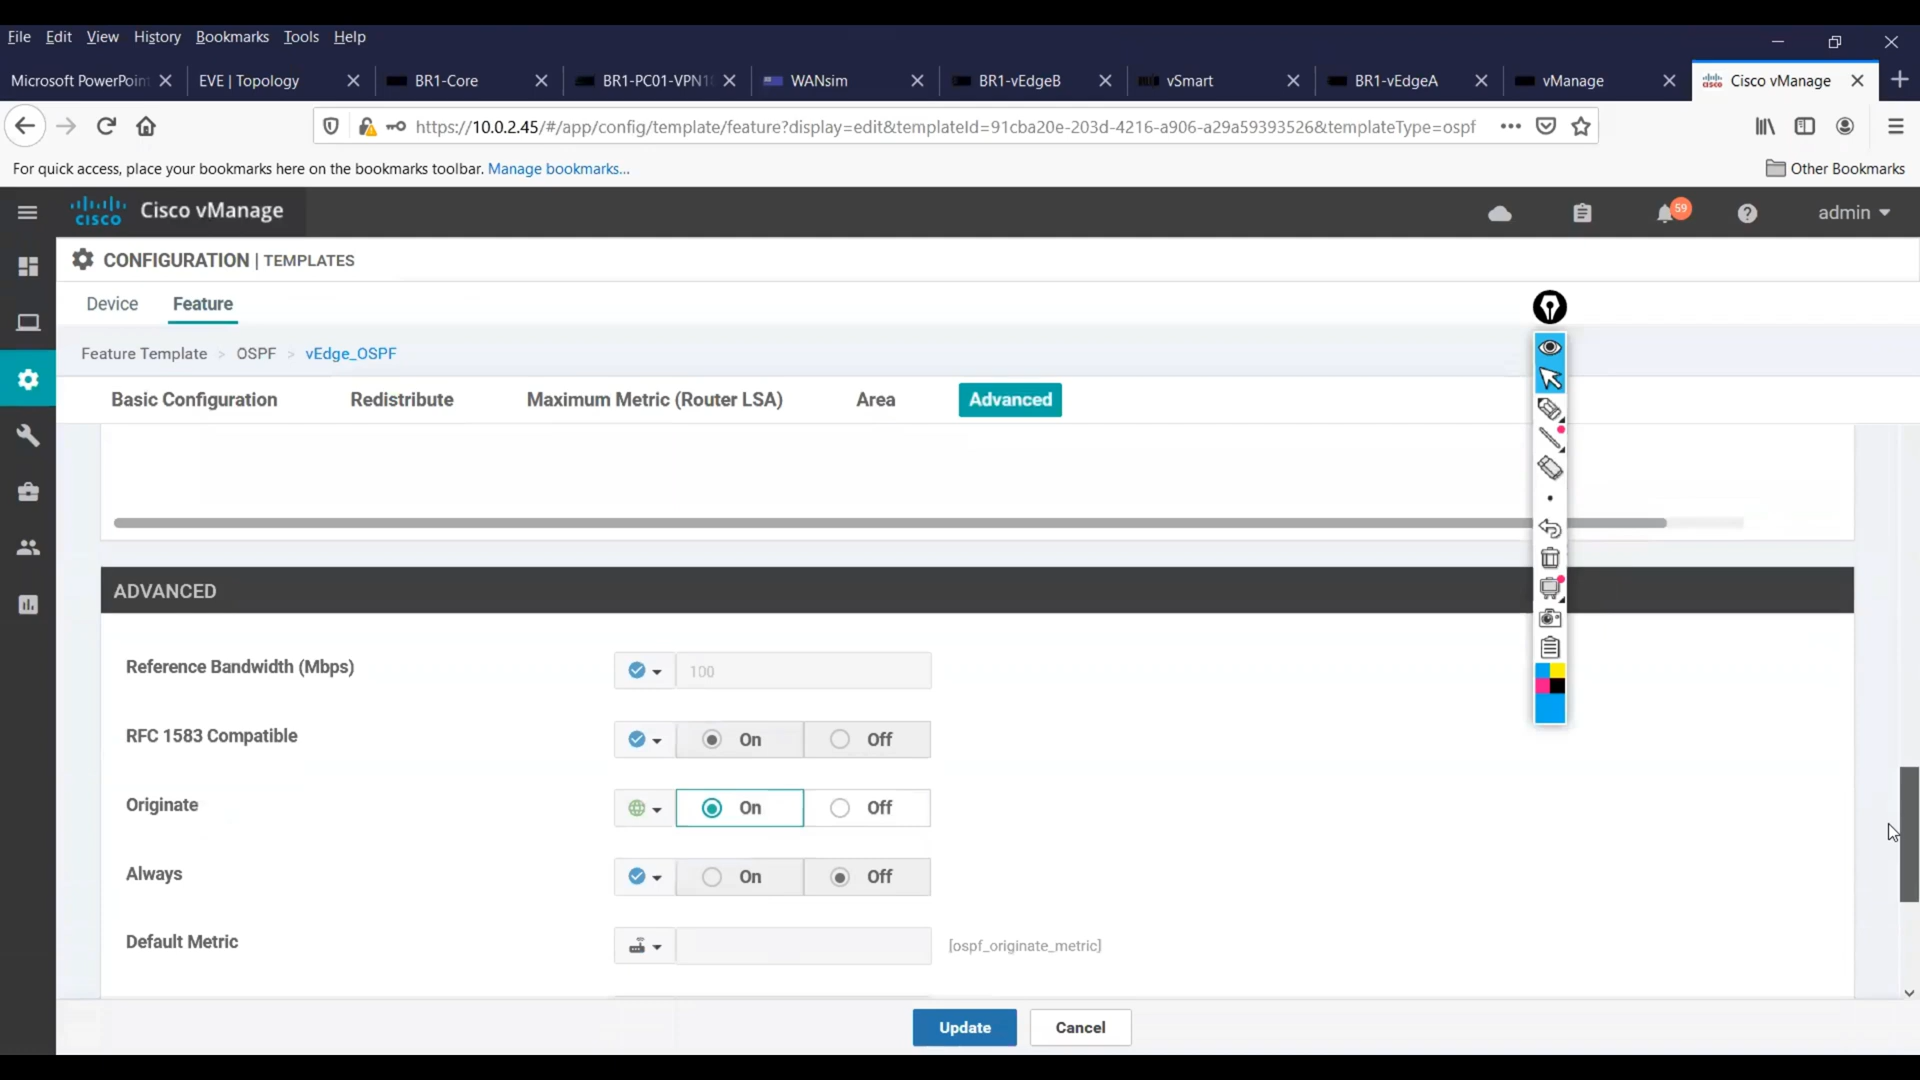 File Edit View History Bookmarks Tools Help
Microsoft PowerPoint EVE | Topology BR1-Core BR1-PC01-VPN1 WANsim BR1-vEdgeB vSmart BR1-vEdgeA vManage Cisco vManage
https://10.0.2.45/#/app/config/template/feature?display=edit&templateId=91cba20e-203d-4216-a906-a29a59393526&templateType=ospf
For quick access, place your bookmarks here on the bookmarks toolbar. Manage bookmarks... Other Bookmarks
cisco Cisco vManage 59 admin
CONFIGURATION | TEMPLATES
Device Feature
Feature Template > OSPF > vEdge_OSPF
Basic Configuration Redistribute Maximum Metric (Router LSA) Area Advanced
ADVANCED
Reference Bandwidth (Mbps) 100
RFC 1583 Compatible On Off
Originate On Off
Always On Off
Default Metric [ospf_originate_metric]
Update Cancel